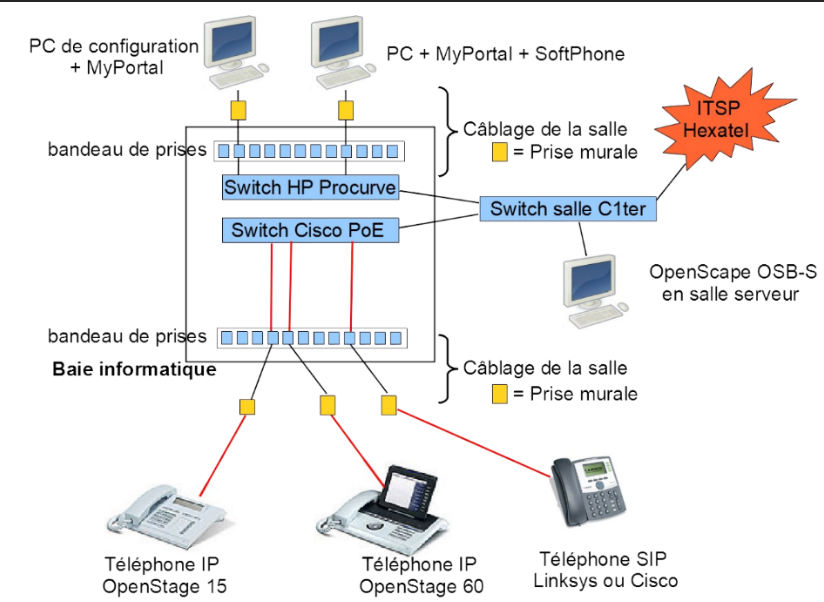 PC de configuration
+ MyPortal
PC + MyPortal + SoftPhone
ITSP
Hexatel
Câblage de la salle
= Prise murale
bandeau de prises
Switch HP Procurve
Switch salle C1ter
Switch Cisco PoE
OpenScape OSB-S
en salle serveur
bandeau de prises
Baie informatique
Câblage de la salle
= Prise murale
Téléphone IP
OpenStage 15
Téléphone IP
OpenStage 60
Téléphone SIP
Linksys ou Cisco